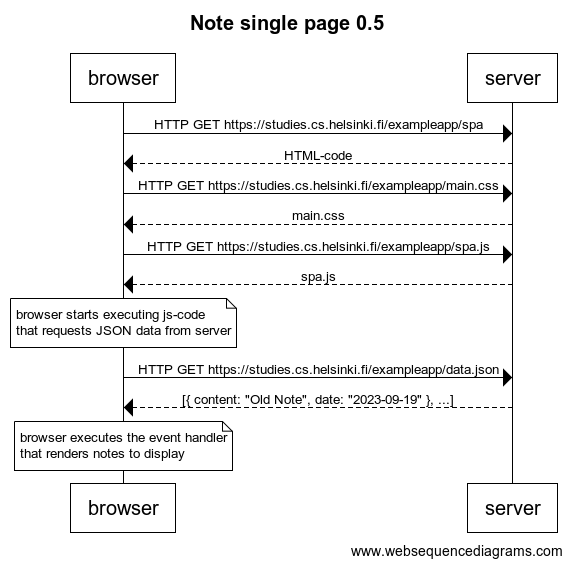 Note single page 0.5
browser
server
HTTP GET https://studies.cs.helsinki.fi/exampleapp/spa
HTML-code
HTTP GET https://studies.cs.helsinki.fi/exampleapp/main.css
main.css
HTTP GET https://studies.cs.helsinki.fi/exampleapp/spa.js
spa.js
browser starts executing js-code
that requests JSON data from server
HTTP GET https://studies.cs.helsinki.fi/exampleapp/data.json
[{ content: "Old Note", date: "2023-09-19" }, ...]
browser executes the event handler
that renders notes to display
browser
server
www.websequencediagrams.com